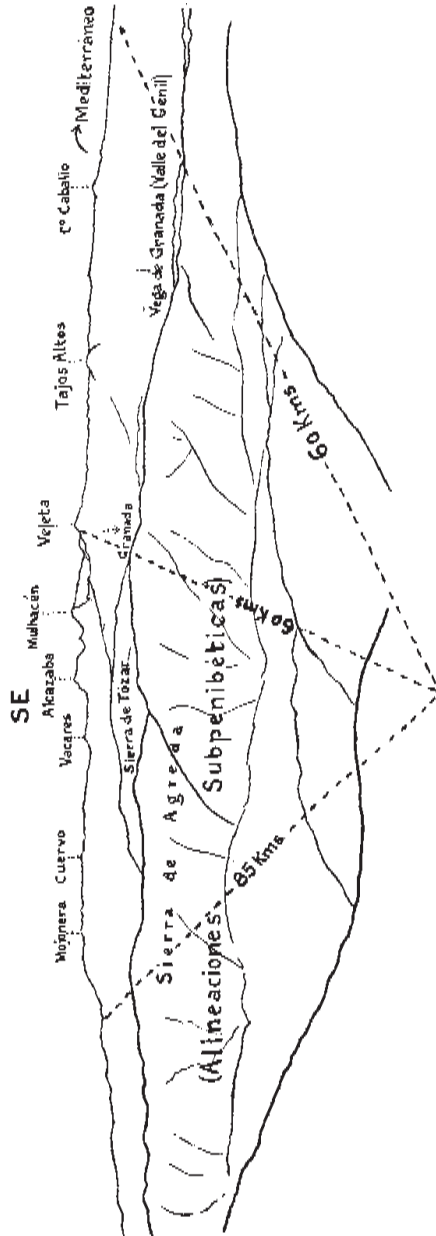 SE
Mojonera
Cuervo
Vacares
Alcazaba
Mulhacén
Veleta
Tajos Altos
Cº Caballo
Mediterráneo
Sierra de Tózar
Granada
Vega de Granada (Valle del Genil)
Sierra de Agreda
(Alineaciones Subpenibéticas)
85 Kms
60 Kms
60 Kms